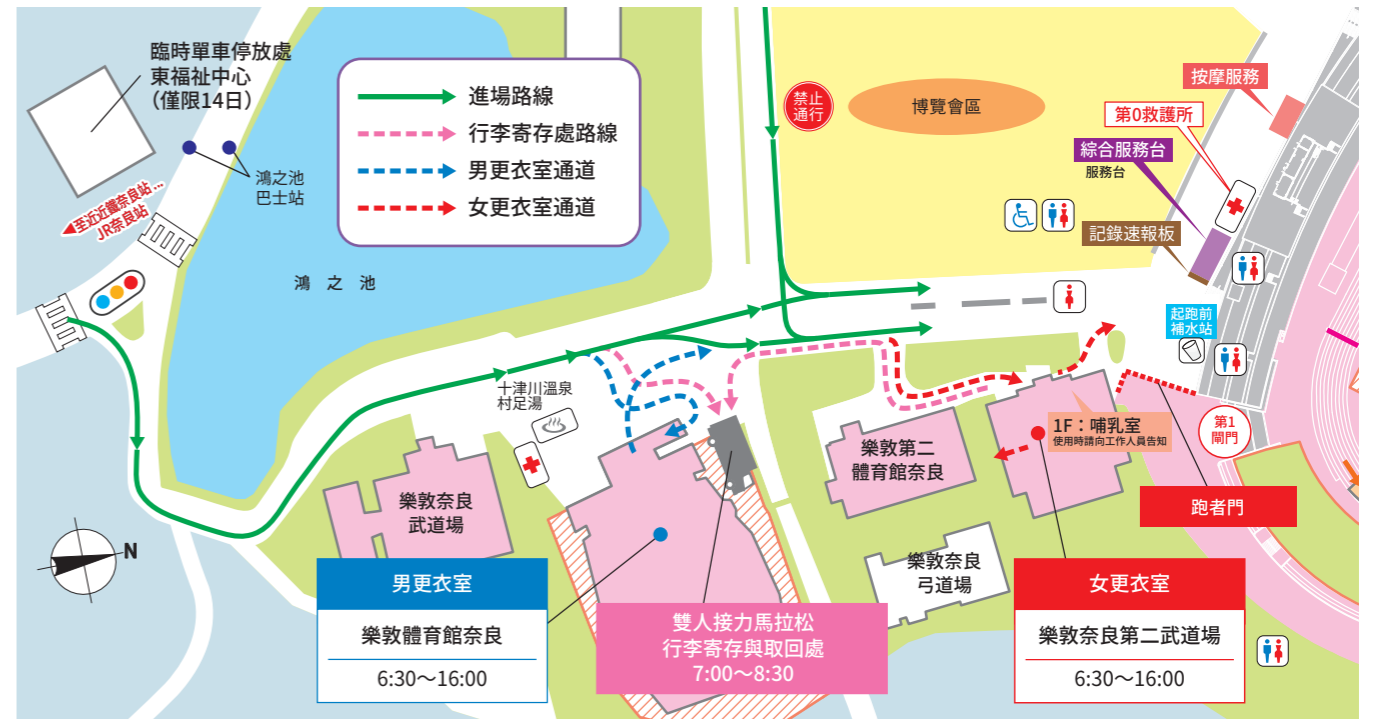 臨時單車停放處
東福祉中心
（僅限14日）
鴻之池
巴士站
至近近鐵奈良站…
JR奈良站
進場路線
行李寄存處路線
男更衣室通道
女更衣室通道
鴻之池
禁止
通行
博覽會區
按摩服務
第0救護所
綜合服務台
服務台
記錄速報板
起跑前
補水站
第1
閘門
十津川溫泉
村足湯
樂敦奈良
武道場
樂敦第二
體育館奈良
1F：哺乳室
使用時請向工作人員告知
樂敦奈良
弓道場
跑者門
N
男更衣室
樂敦體育館奈良
6:30～16:00
雙人接力馬拉松
行李寄存與取回處
7:00～8:30
女更衣室
樂敦奈良第二武道場
6:30～16:00